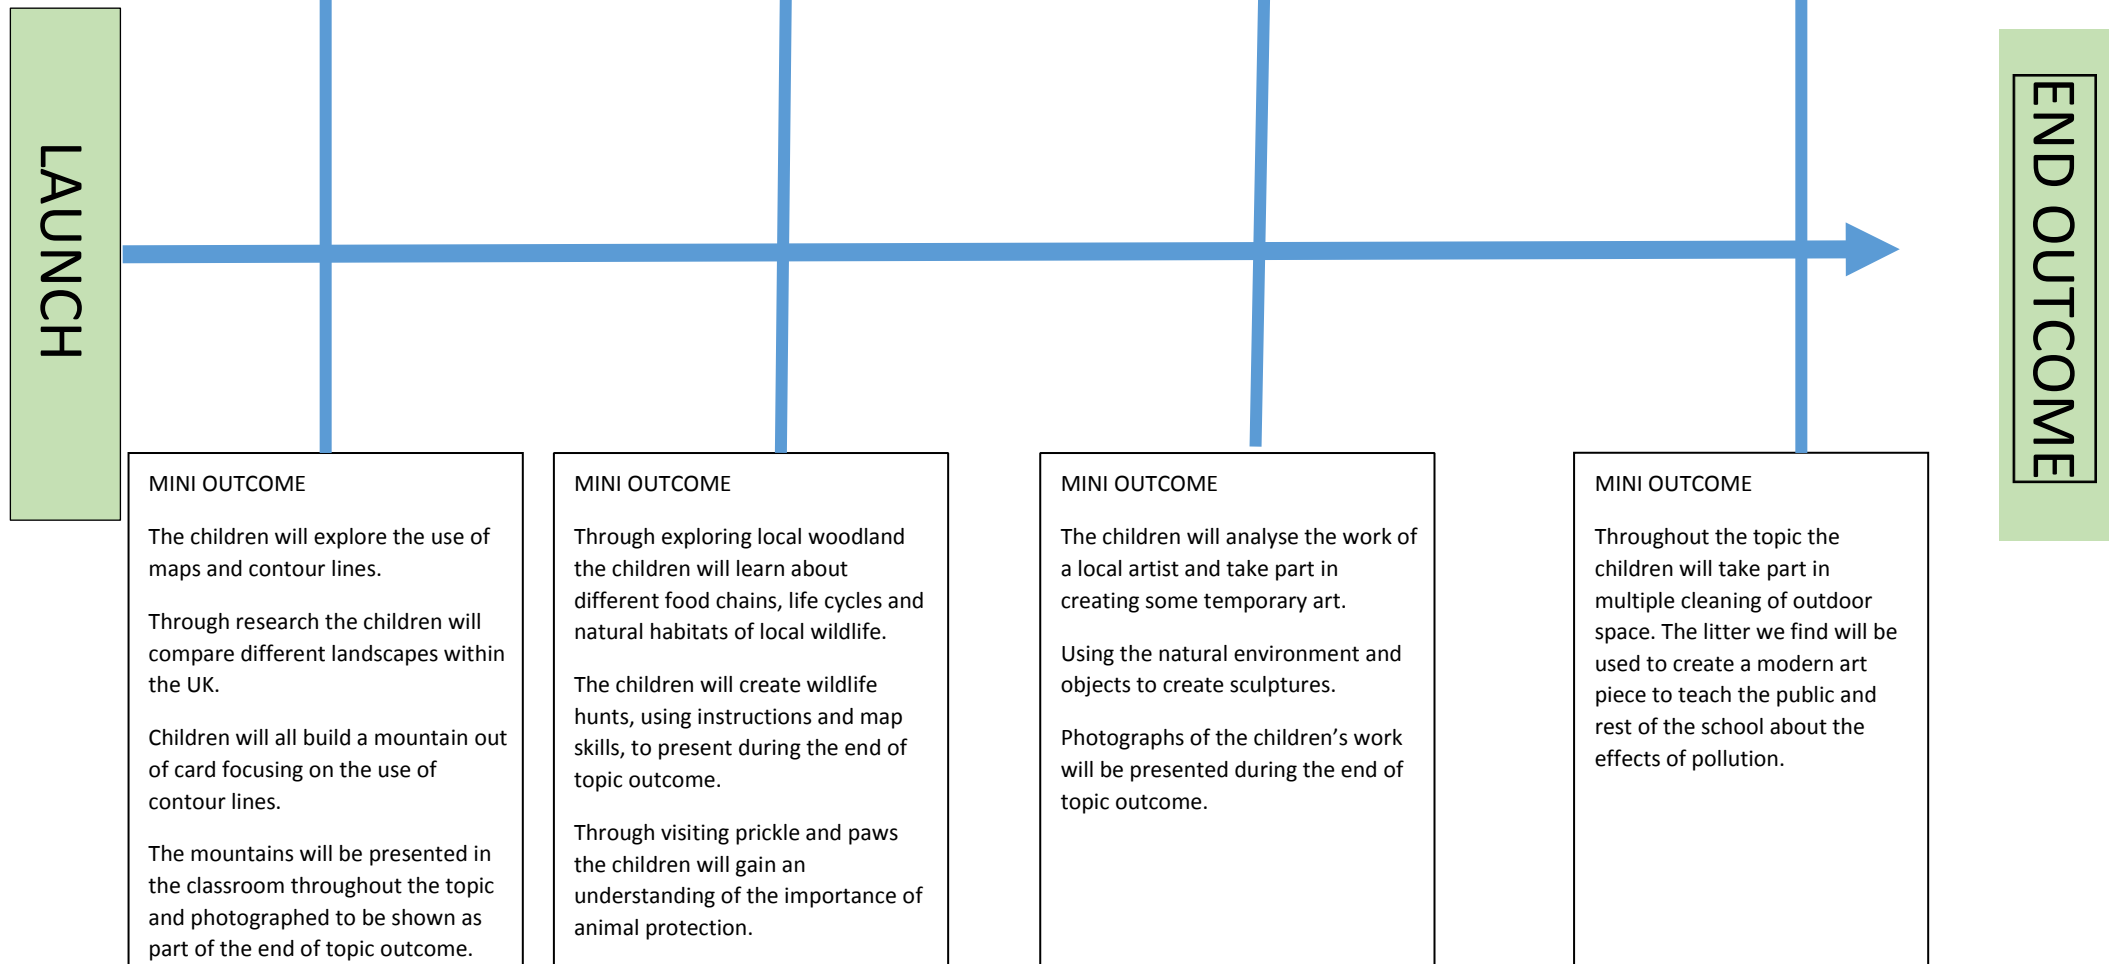 LAUNCH
MINI OUTCOME
The children will explore the use of
maps and contour lines.
Through research the children will
compare different landscapes within
the UK.
Children will all build a mountain out
of card focusing on the use of
contour lines.
The mountains will be presented in
the classroom throughout the topic
and photographed to be shown as
part of the end of topic outcome.
MINI OUTCOME
Through exploring local woodland
the children will learn about
different food chains, life cycles and
natural habitats of local wildlife.
The children will create wildlife
hunts, using instructions and map
skills, to present during the end of
topic outcome.
Through visiting prickle and paws
the children will gain an
understanding of the importance of
animal protection.
MINI OUTCOME
The children will analyse the work of
a local artist and take part in
creating some temporary art.
Using the natural environment and
objects to create sculptures.
Photographs of the children’s work
will be presented during the end of
topic outcome.
MINI OUTCOME
Throughout the topic the
children will take part in
multiple cleaning of outdoor
space. The litter we find will be
used to create a modern art
piece to teach the public and
rest of the school about the
effects of pollution.
END OUTCOME